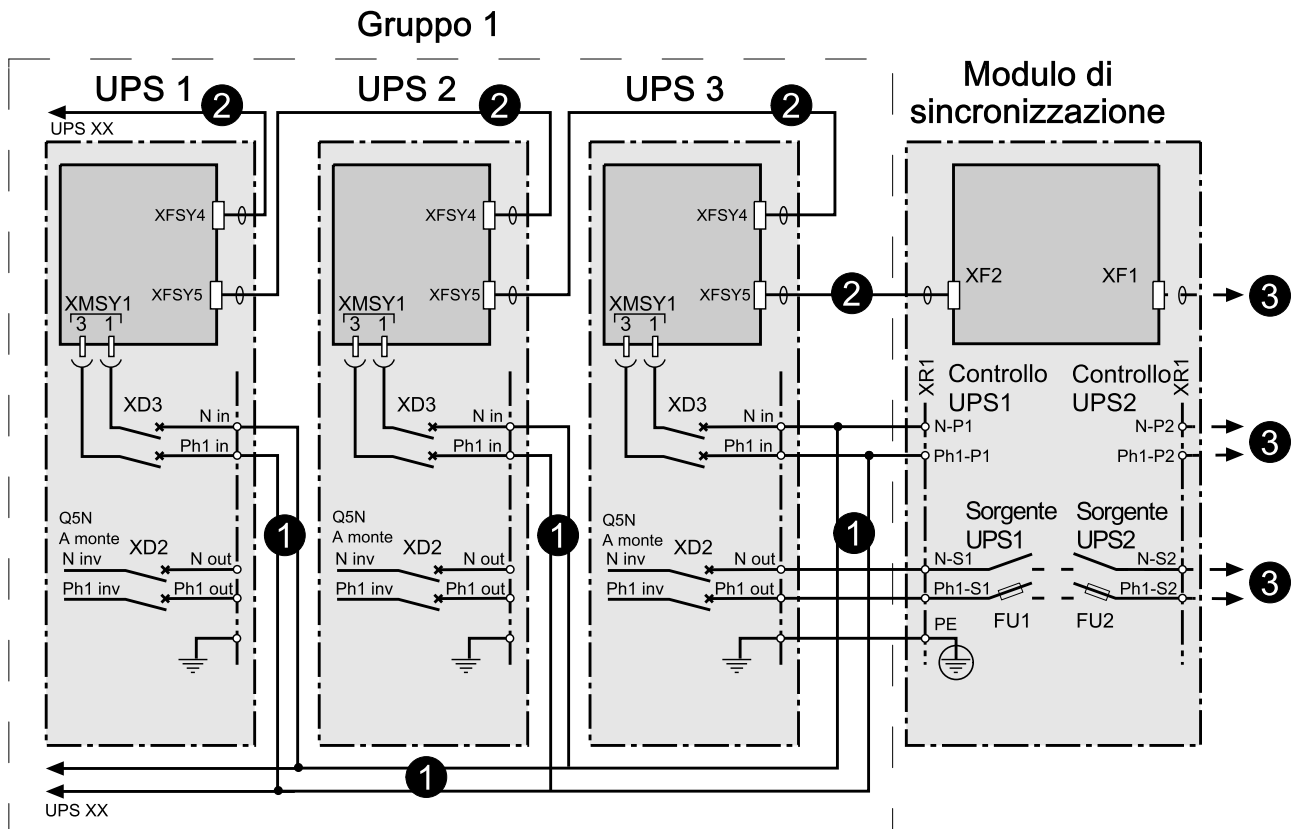 Gruppo 1
UPS 1
2
UPS XX
XFSY4
XFSY5
XMSY1
3 1
XD3
N in
Ph1 in
Q5N
A monte
N inv
XD2
N out
Ph1 inv
Ph1 out
1
UPS 2
2
XFSY4
XFSY5
XMSY1
3 1
XD3
N in
Ph1 in
Q5N
A monte
N inv
XD2
N out
Ph1 inv
Ph1 out
1
UPS 3
2
XFSY4
XFSY5
2
XMSY1
3 1
XD3
N in
Ph1 in
Q5N
A monte
N inv
XD2
N out
Ph1 inv
Ph1 out
1
1
UPS XX
Modulo di
sincronizzazione
XF2
XF1
3
XR1
Controllo
UPS1
Controllo
UPS2
XR1
N-P1
N-P2
Ph1-P1
Ph1-P2
3
Sorgente
UPS1
Sorgente
UPS2
N-S1
N-S2
Ph1-S1
Ph1-S2
3
FU1
FU2
PE